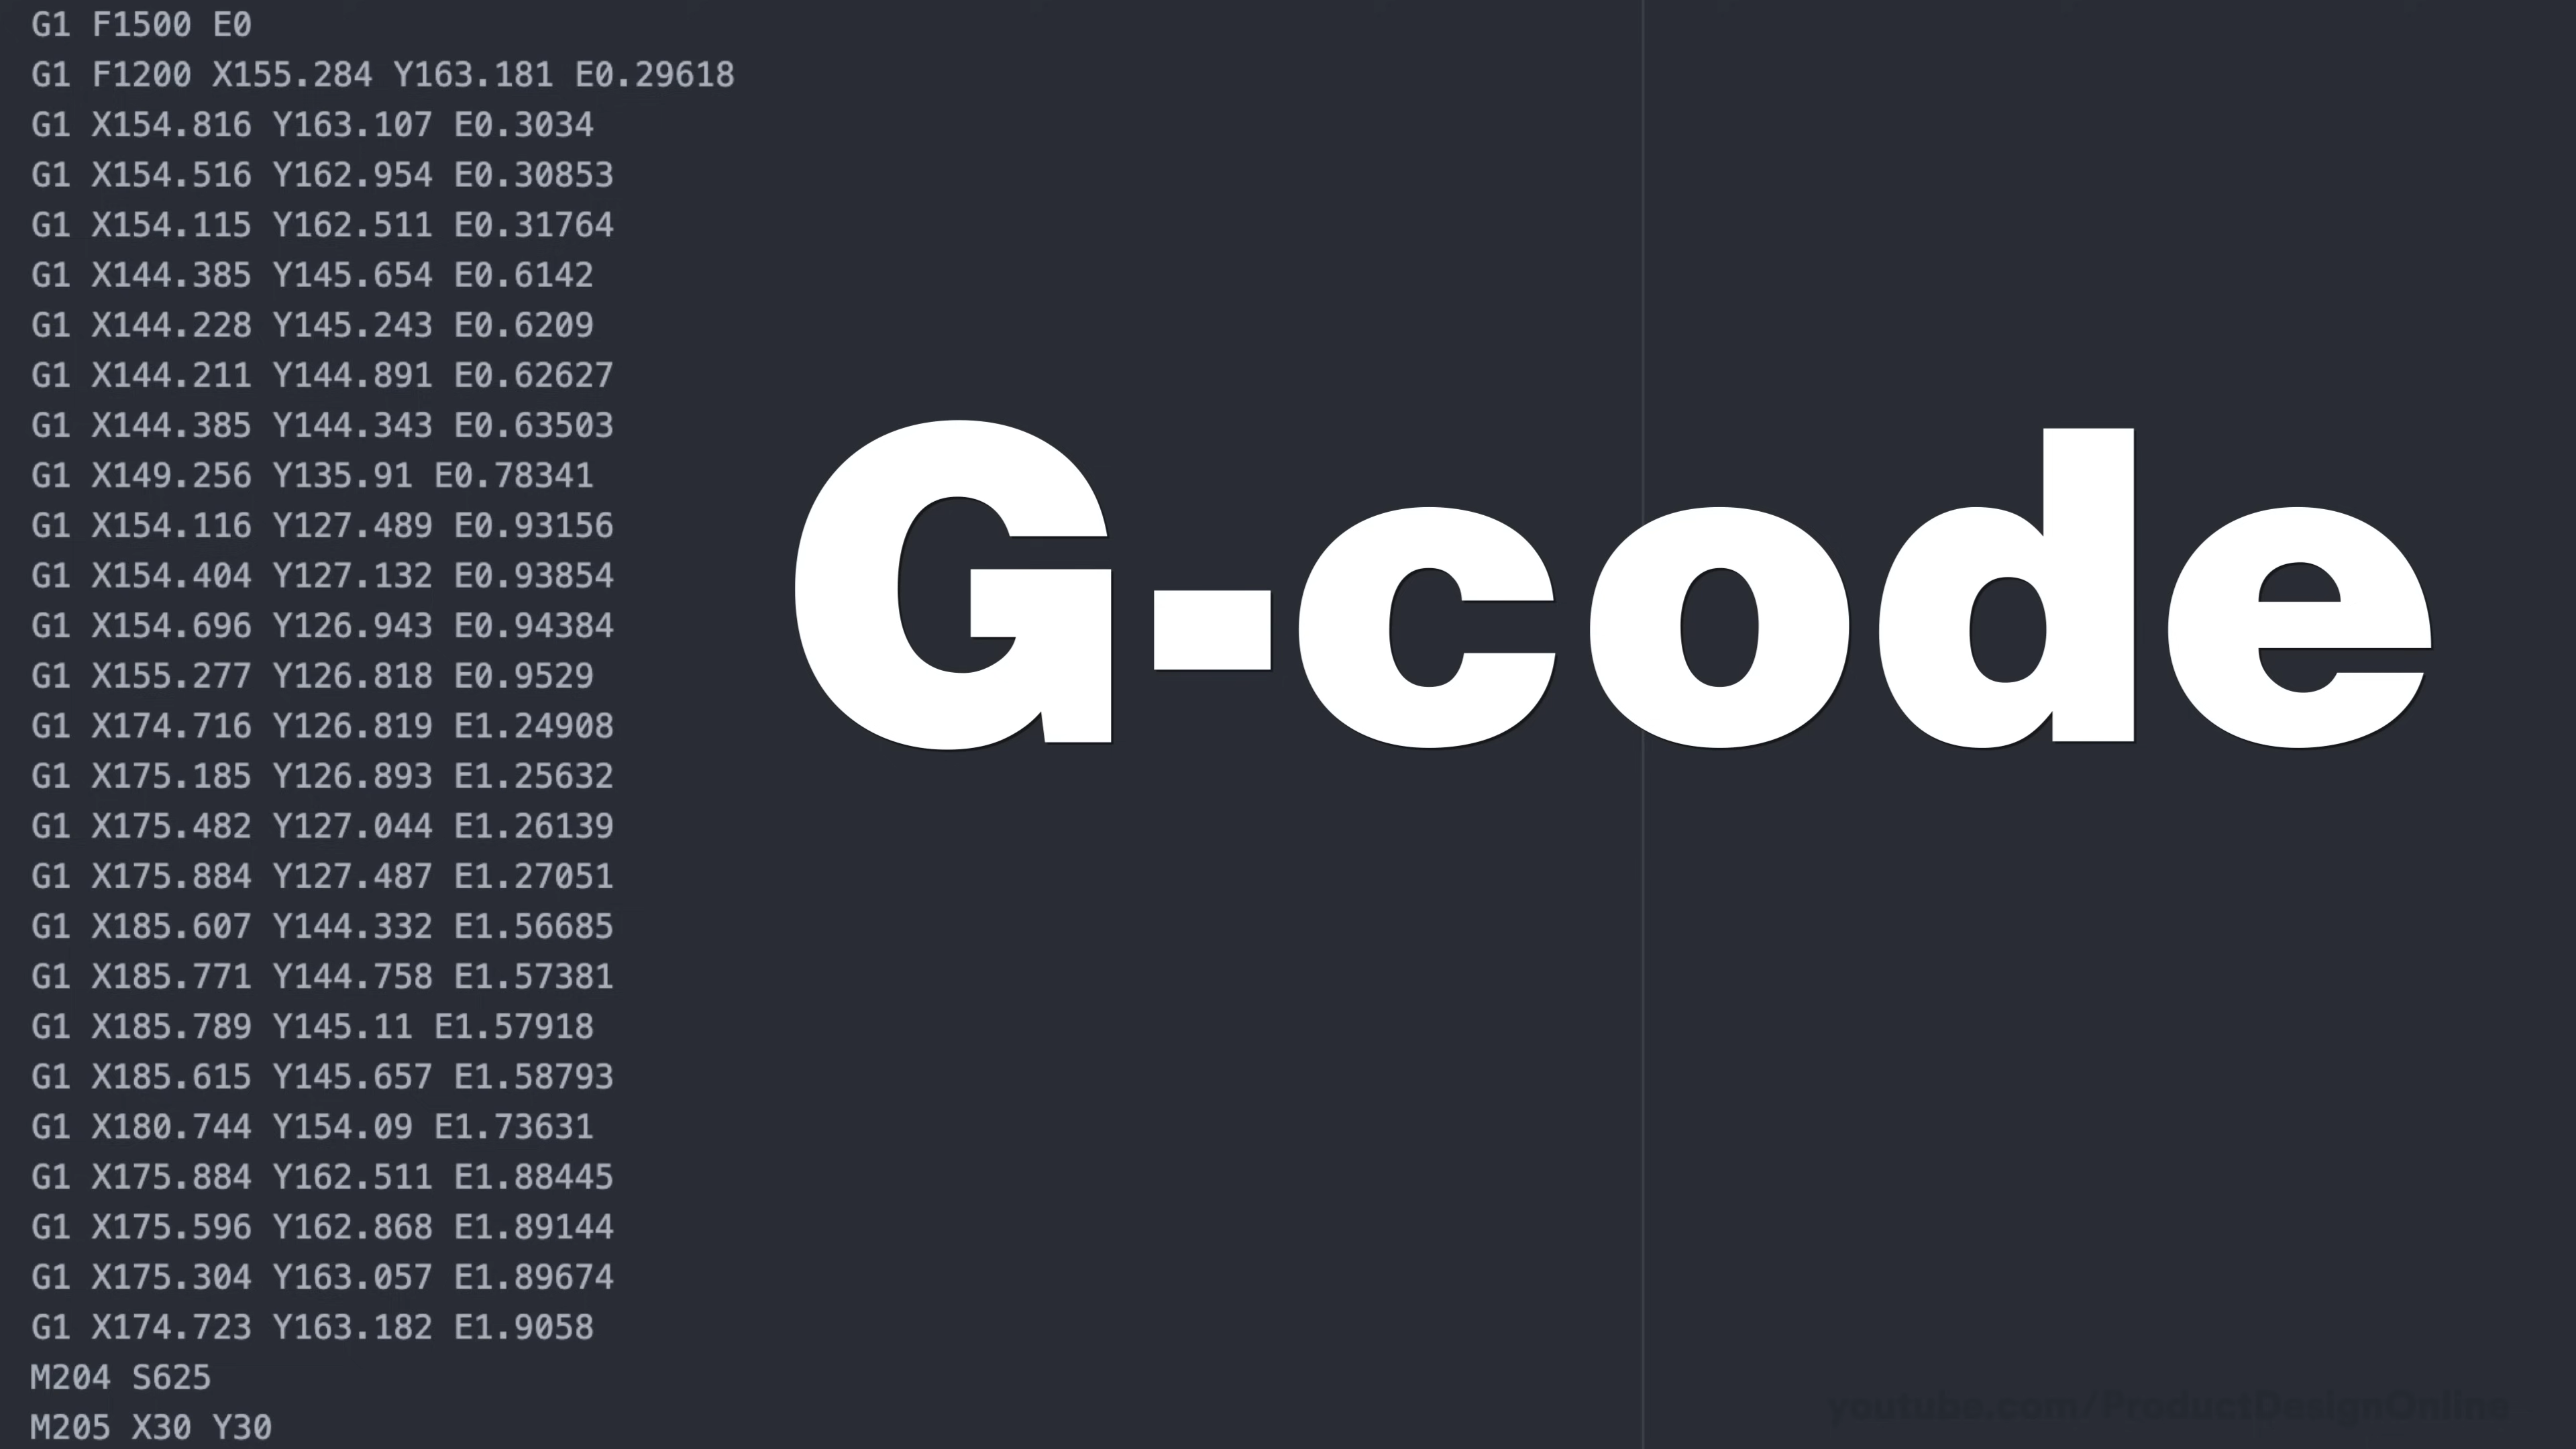 G1 F1500 E0
G1 F1200 X155.284 Y163.181 E0.29618
G1 X154.816 Y163.107 E0.3034
G1 X154.516 Y162.954 E0.30853
G1 X154.115 Y162.511 E0.31764
G1 X144.385 Y145.654 E0.6142
G1 X144.228 Y145.243 E0.6209
G1 X144.211 Y144.891 E0.62627
G1 X144.385 Y144.343 E0.63503
G1 X149.256 Y135.91 E0.78341
G1 X154.116 Y127.489 E0.93156
G1 X154.404 Y127.132 E0.93854
G1 X154.696 Y126.943 E0.94384
G1 X155.277 Y126.818 E0.9529
G1 X174.716 Y126.819 E1.24908
G1 X175.185 Y126.893 E1.25632
G1 X175.482 Y127.044 E1.26139
G1 X175.884 Y127.487 E1.27051
G1 X185.607 Y144.332 E1.56685
G1 X185.771 Y144.758 E1.57381
G1 X185.789 Y145.11 E1.57918
G1 X185.615 Y145.657 E1.58793
G1 X180.744 Y154.09 E1.73631
G1 X175.884 Y162.511 E1.88445
G1 X175.596 Y162.868 E1.89144
G1 X175.304 Y163.057 E1.89674
G1 X174.723 Y163.182 E1.9058
M204 S625
M205 X30 Y30
G-code
youtube.com/ProductDesignOnline